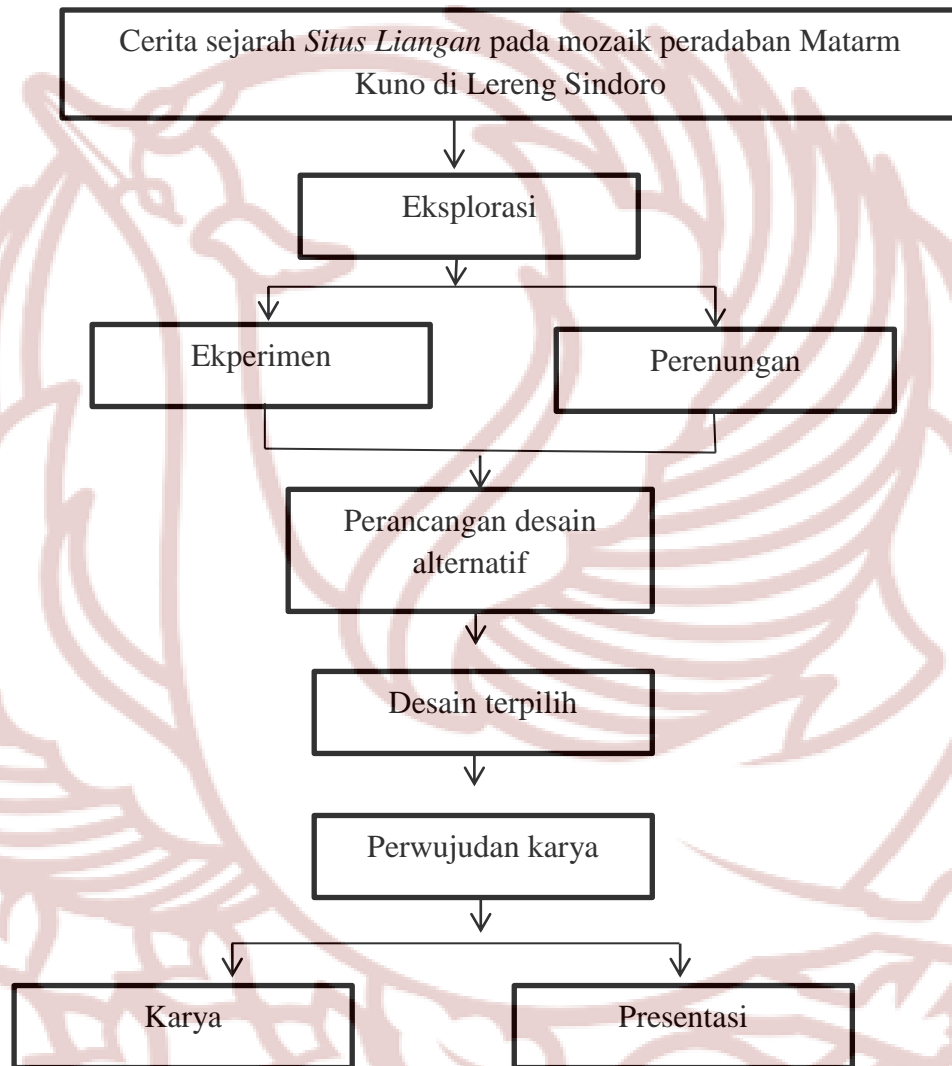 Cerita sejarah Situs Liangan pada mozaik peradaban Matarm
Kuno di Lereng Sindoro
Eksplorasi
Ekperimen
Perenungan
Perancangan desain
alternatif
Desain terpilih
Perwujudan karya
Karya
Presentasi